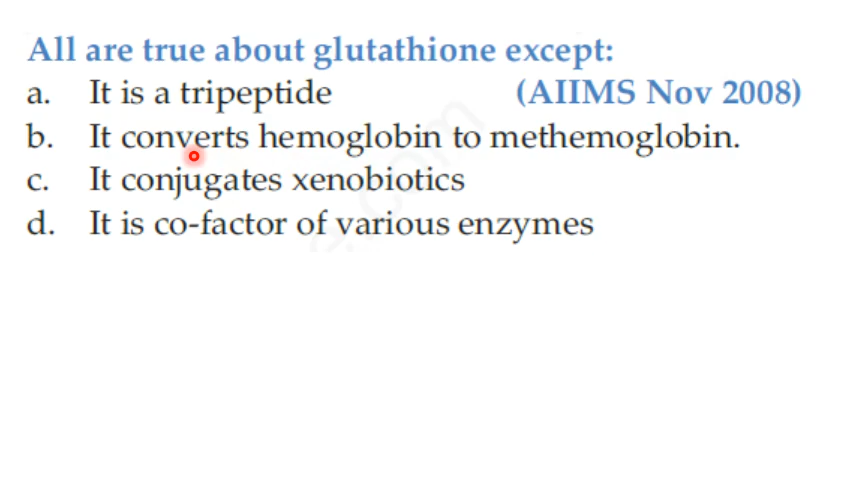 All are true about glutathione except:
a. It is a tripeptide (AIIMS Nov 2008)
b. It converts hemoglobin to methemoglobin.
c. It conjugates xenobiotics
d. It is co-factor of various enzymes